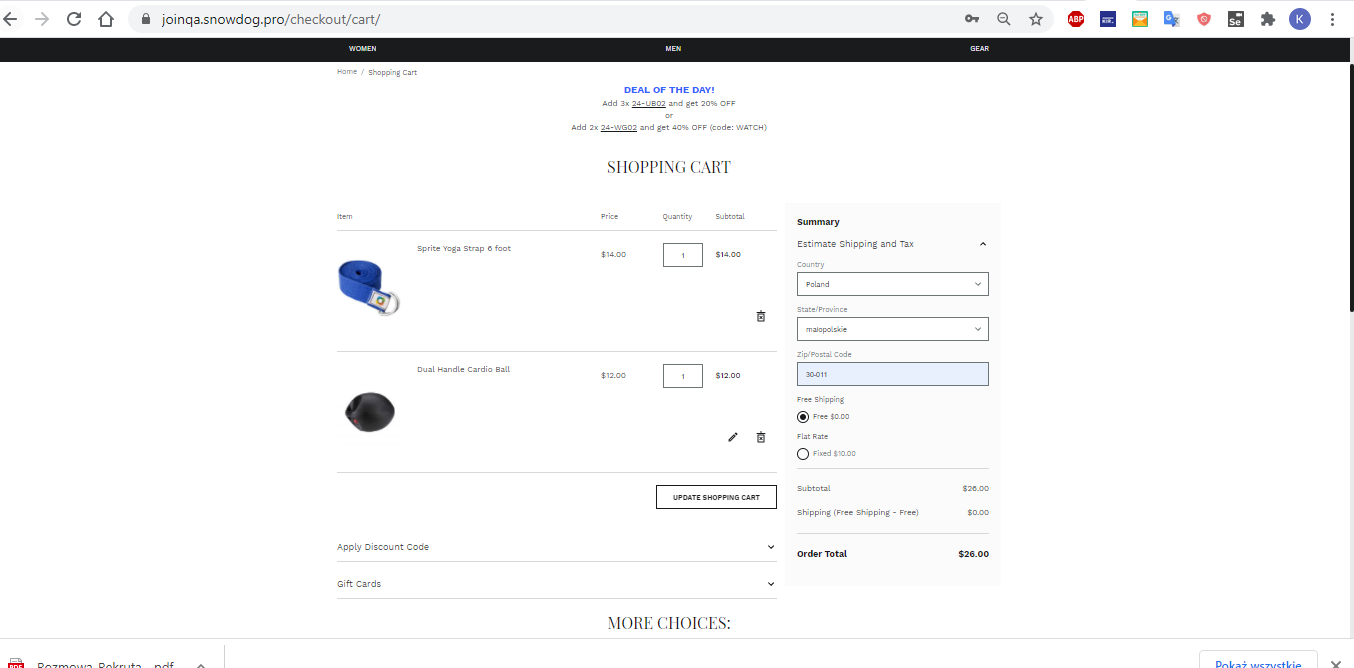 joinqa.snowdog.pro/checkout/cart/
ABP
Se
K
WOMEN MEN GEAR
Home / Shopping Cart
DEAL OF THE DAY!
Add 3x 24-UB02 and get 20% OFF
or
Add 2x 24-WG02 and get 40% OFF (code: WATCH)
SHOPPING CART
Item Price Quantity Subtotal
Sprite Yoga Strap 6 foot
$14.00 1 $14.00
Dual Handle Cardio Ball
$12.00 1 $12.00
UPDATE SHOPPING CART
Apply Discount Code
Gift Cards
Summary
Estimate Shipping and Tax
Country
Poland
State/Province
małopolskie
Zip/Postal Code
30-011
Free Shipping
Free $0.00
Flat Rate
Fixed $10.00
Subtotal $26.00
Shipping (Free Shipping - Free) $0.00
Order Total $26.00
MORE CHOICES:
Rozmowa_Rekruta....pdf
Pokaż wszystkie